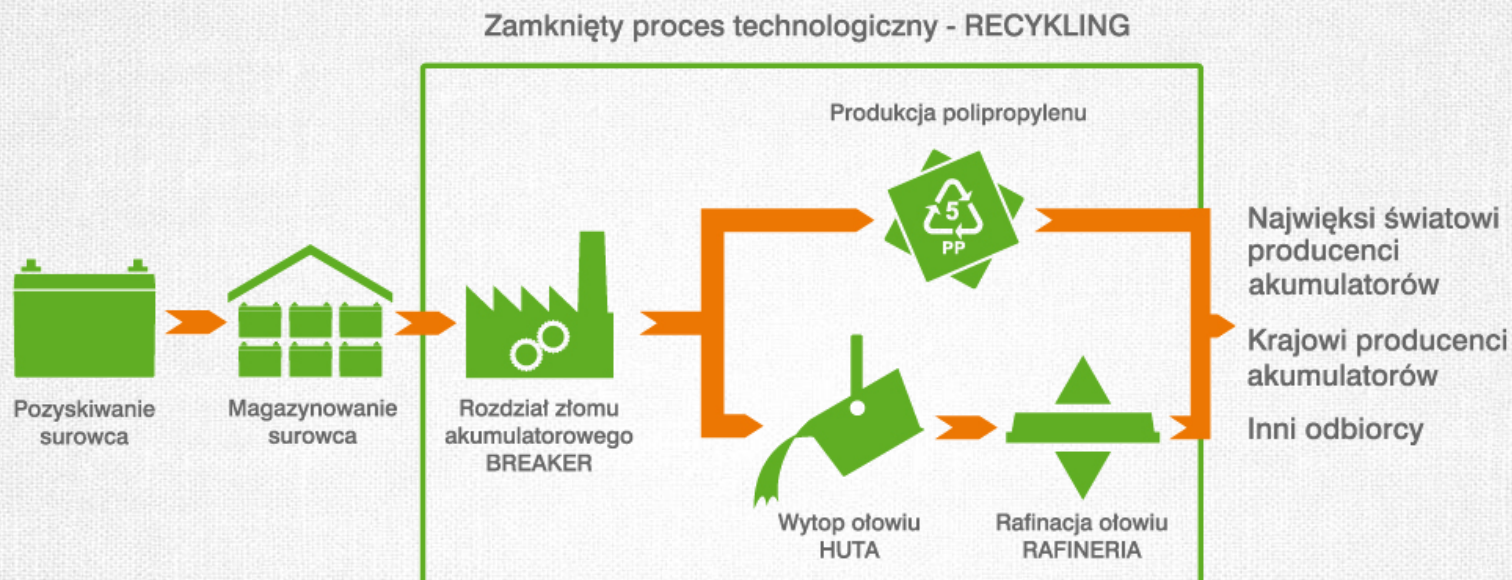 Zamknięty proces technologiczny - RECYKLING
Produkcja polipropylenu
5
PP
Pozyskiwanie
surowca
Magazynowanie
surowca
Rozdział złomu
akumulatorowego
BREAKER
Wytop ołowiu
HUTA
Rafinacja ołowiu
RAFINERIA
Najwięksi światowi
producenci
akumulatorów
Krajowi producenci
akumulatorów
Inni odbiorcy